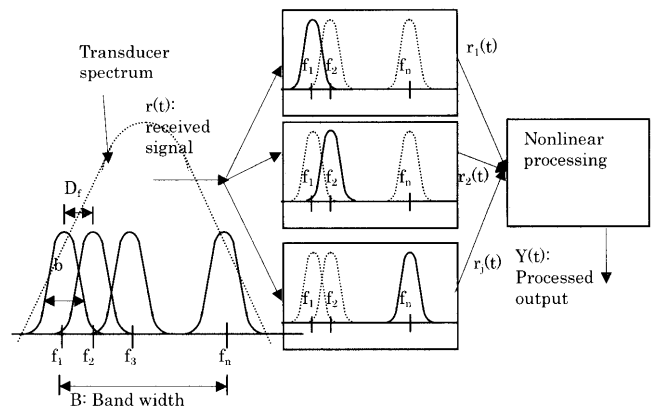 Transducer
spectrum
r(t):
received
signal
D_f
b
f_1 f_2 f_3 f_n
B: Band width
f_1 f_2 f_n
r_1(t)
f_1 f_2 f_n
r_2(t)
f_1 f_2 f_n
r_j(t)
Nonlinear
processing
Y(t):
Processed
output